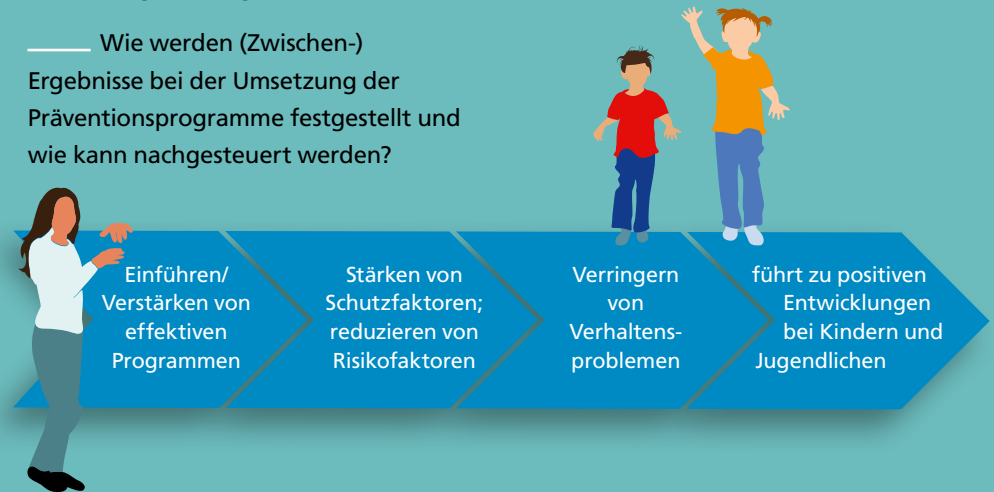 ____ Wie werden (Zwischen-)
Ergebnisse bei der Umsetzung der
Präventionsprogramme festgestellt und
wie kann nachgesteuert werden?
Einführen/
Verstärken von
effektiven
Programmen
Stärken von
Schutzfaktoren;
reduzieren von
Risikofaktoren
Verringern
von
Verhaltens-
problemen
führt zu positiven
Entwicklungen
bei Kindern und
Jugendlichen